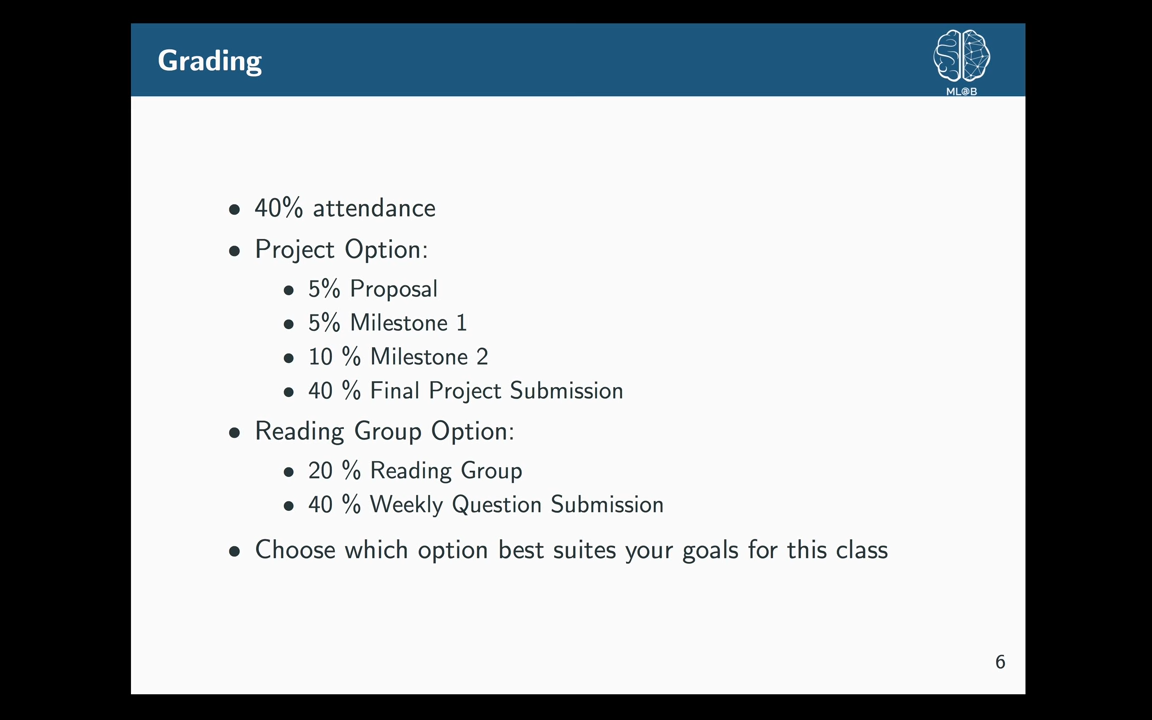 Grading
ML@B
• 40% attendance
• Project Option:
• 5% Proposal
• 5% Milestone 1
• 10 % Milestone 2
• 40 % Final Project Submission
• Reading Group Option:
• 20 % Reading Group
• 40 % Weekly Question Submission
• Choose which option best suites your goals for this class
6